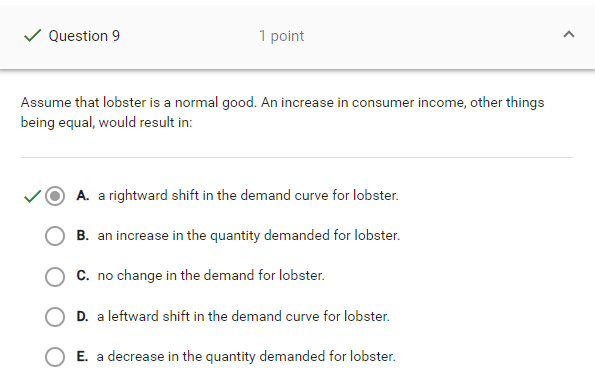 Question 9 1 point
Assume that lobster is a normal good. An increase in consumer income, other things
being equal, would result in:
A. a rightward shift in the demand curve for lobster.
B. an increase in the quantity demanded for lobster.
C. no change in the demand for lobster.
D. a leftward shift in the demand curve for lobster.
E. a decrease in the quantity demanded for lobster.